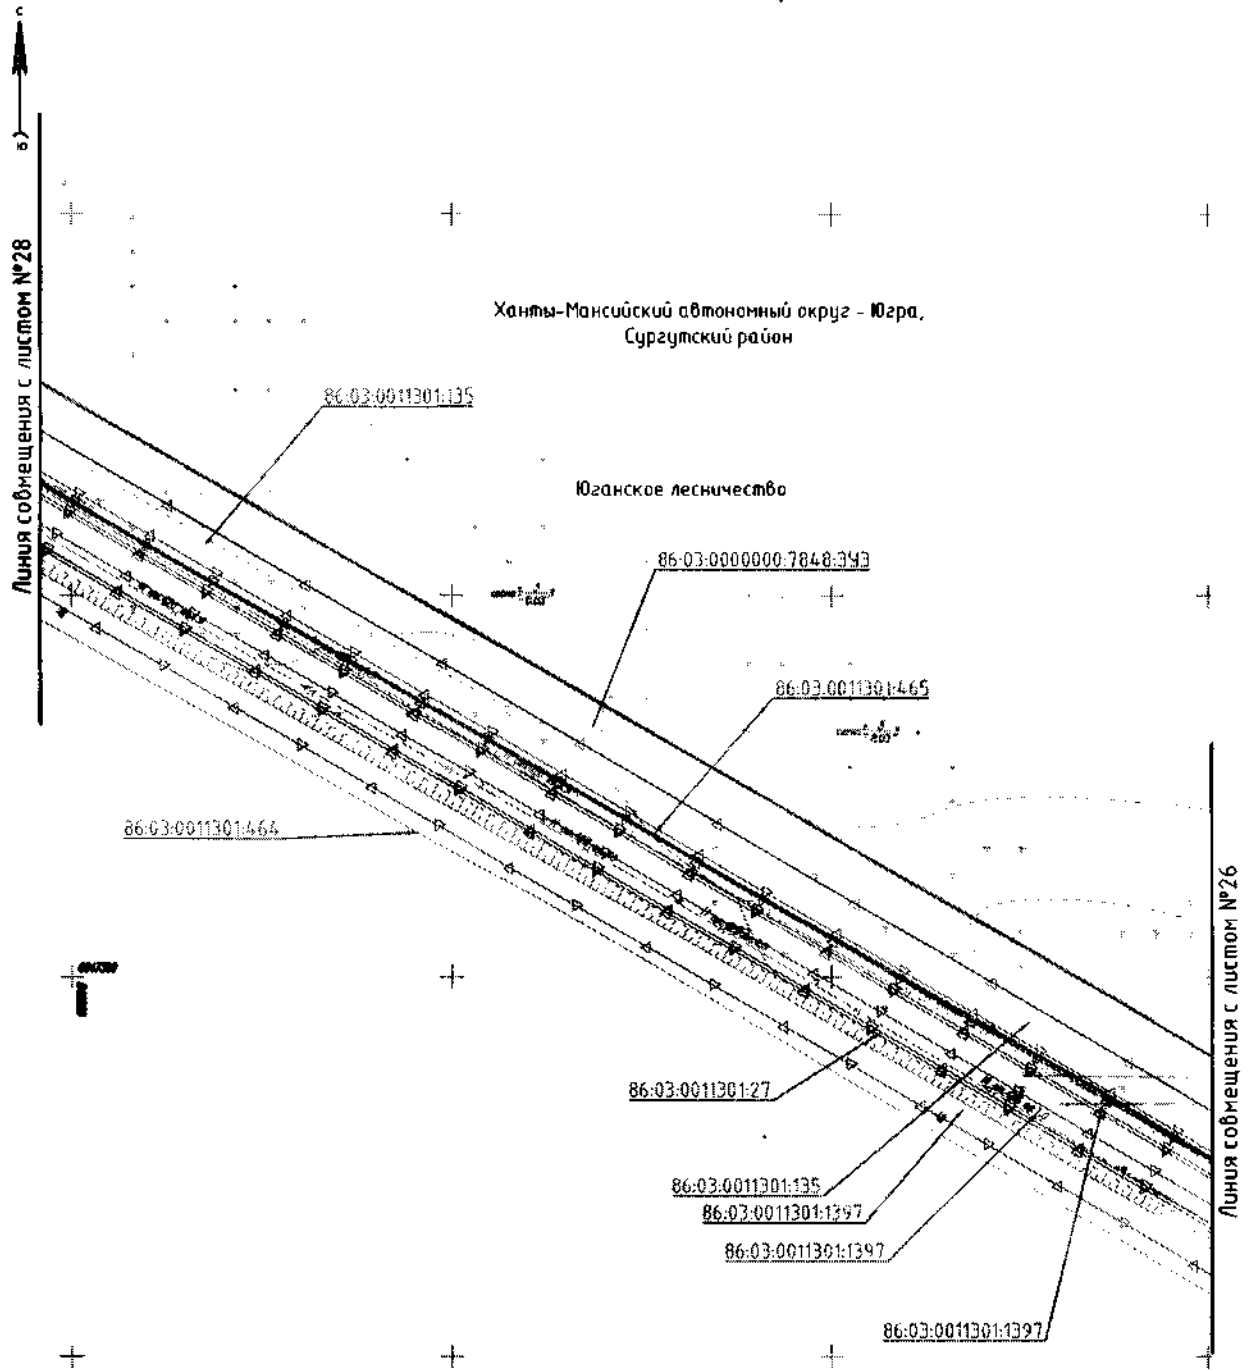 с
Линия совмещения с листом №28
Ханты-Мансийский автономный округ - Югра,
Сургутский район
86:03:0011301:135
Юганское лесничество
86:03:0000000:7848:ЗУ3
86:03:0011301:465
86:03:0011301:464
86:03:0011301:27
86:03:0011301:135
86:03:0011301:1397
86:03:0011301:1397
86:03:0011301:1397
Линия совмещения с листом №26